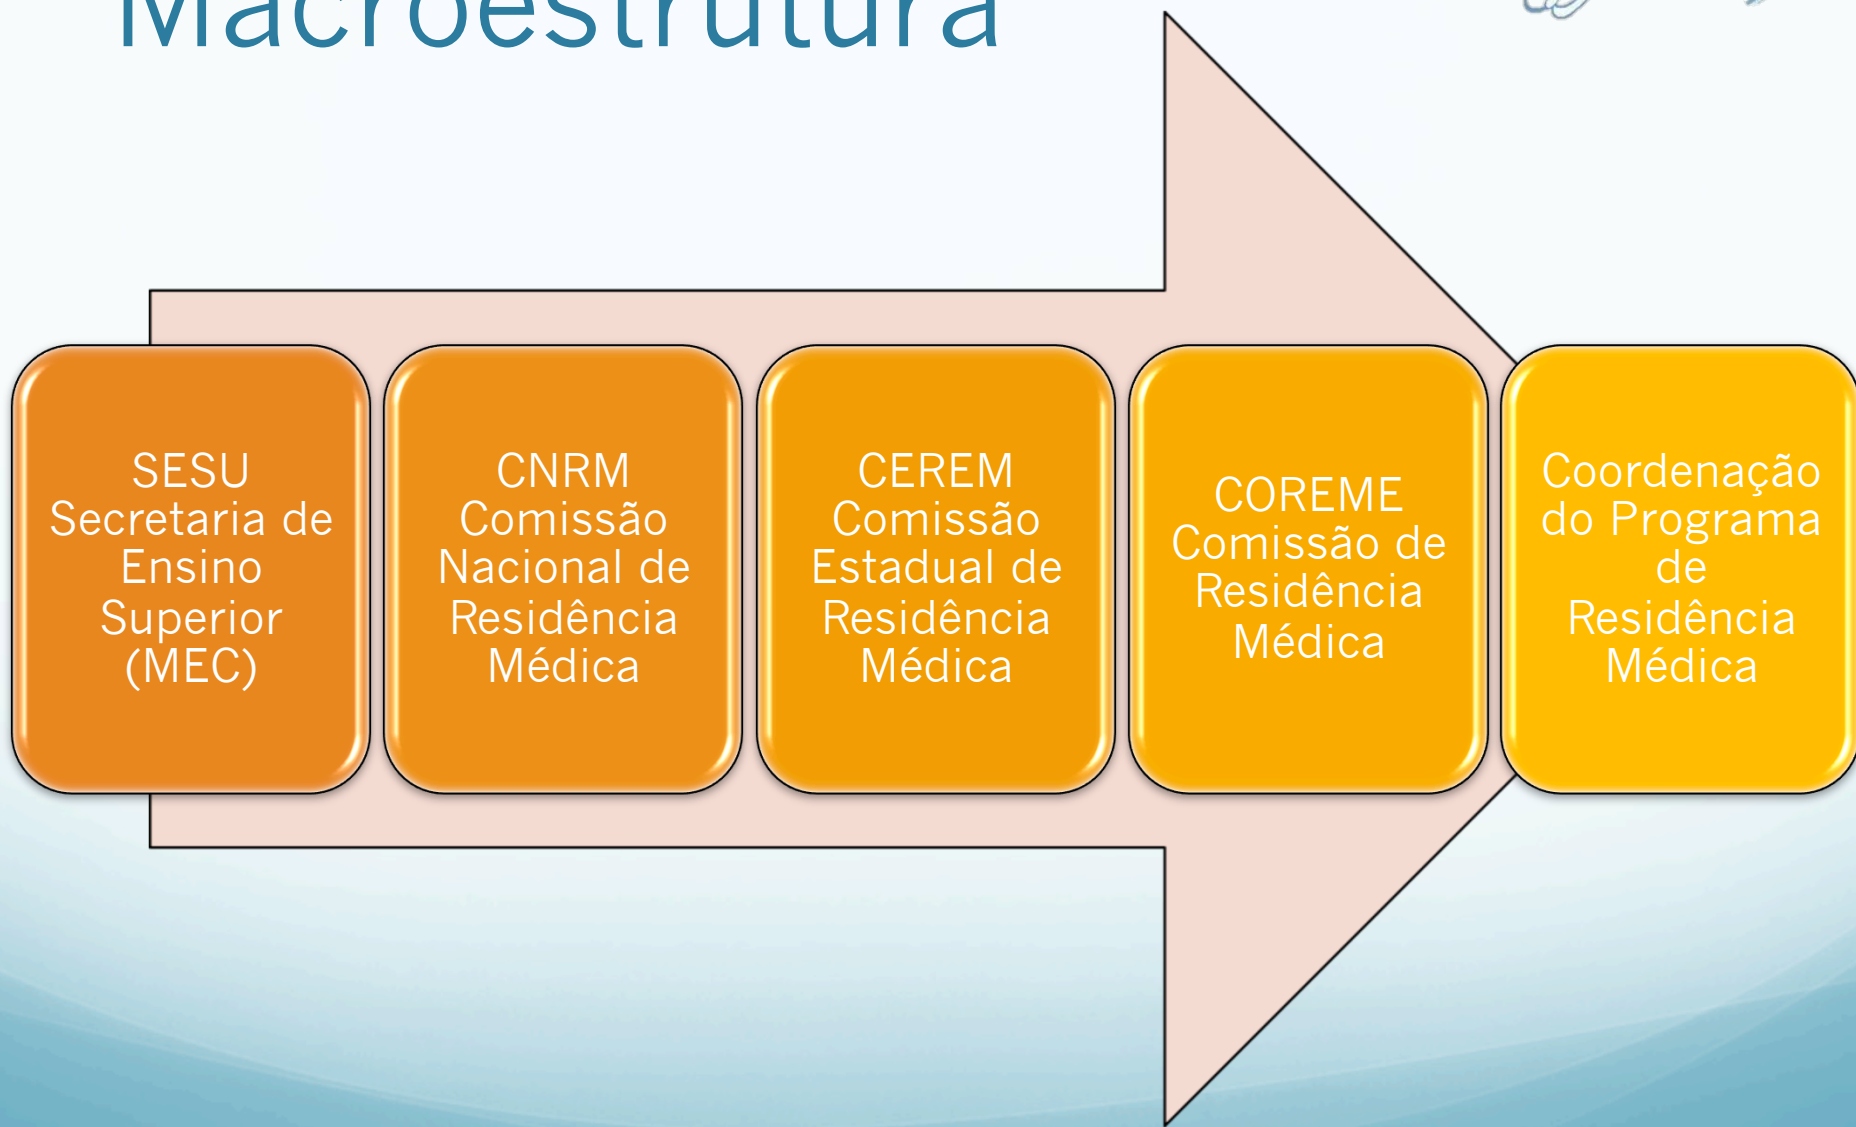 Macroestrutura
SESU
Secretaria de
Ensino
Superior
(MEC)
CNRM
Comissão
Nacional de
Residência
Médica
CEREM
Comissão
Estadual de
Residência
Médica
COREME
Comissão de
Residência
Médica
Coordenação
do Programa
de
Residência
Médica